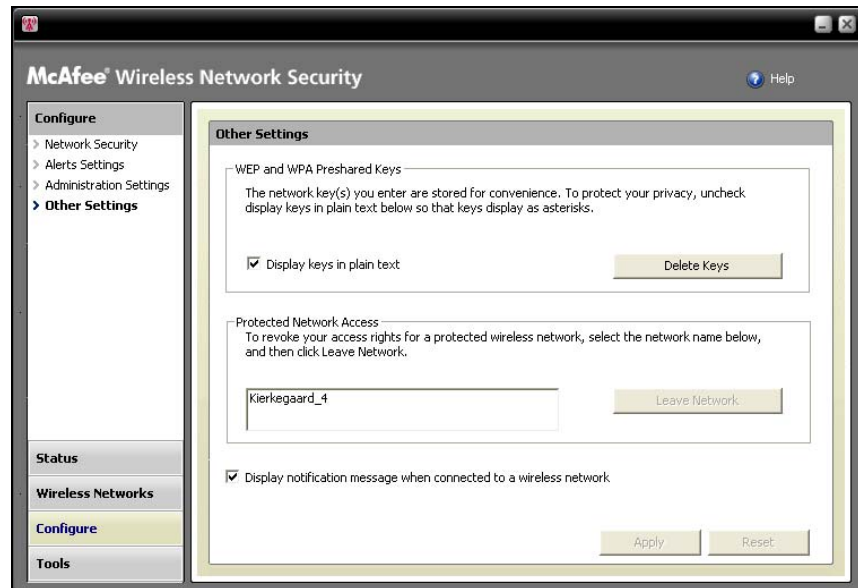 McAfee® Wireless Network Security
Help
Configure
Network Security
Alerts Settings
Administration Settings
Other Settings
Status
Wireless Networks
Configure
Tools
Other Settings
WEP and WPA Preshared Keys
The network key(s) you enter are stored for convenience. To protect your privacy, uncheck
display keys in plain text below so that keys display as asterisks.
Display keys in plain text
Delete Keys
Protected Network Access
To revoke your access rights for a protected wireless network, select the network name below,
and then click Leave Network.
Kierkegaard_4
Leave Network
Display notification message when connected to a wireless network
Apply
Reset